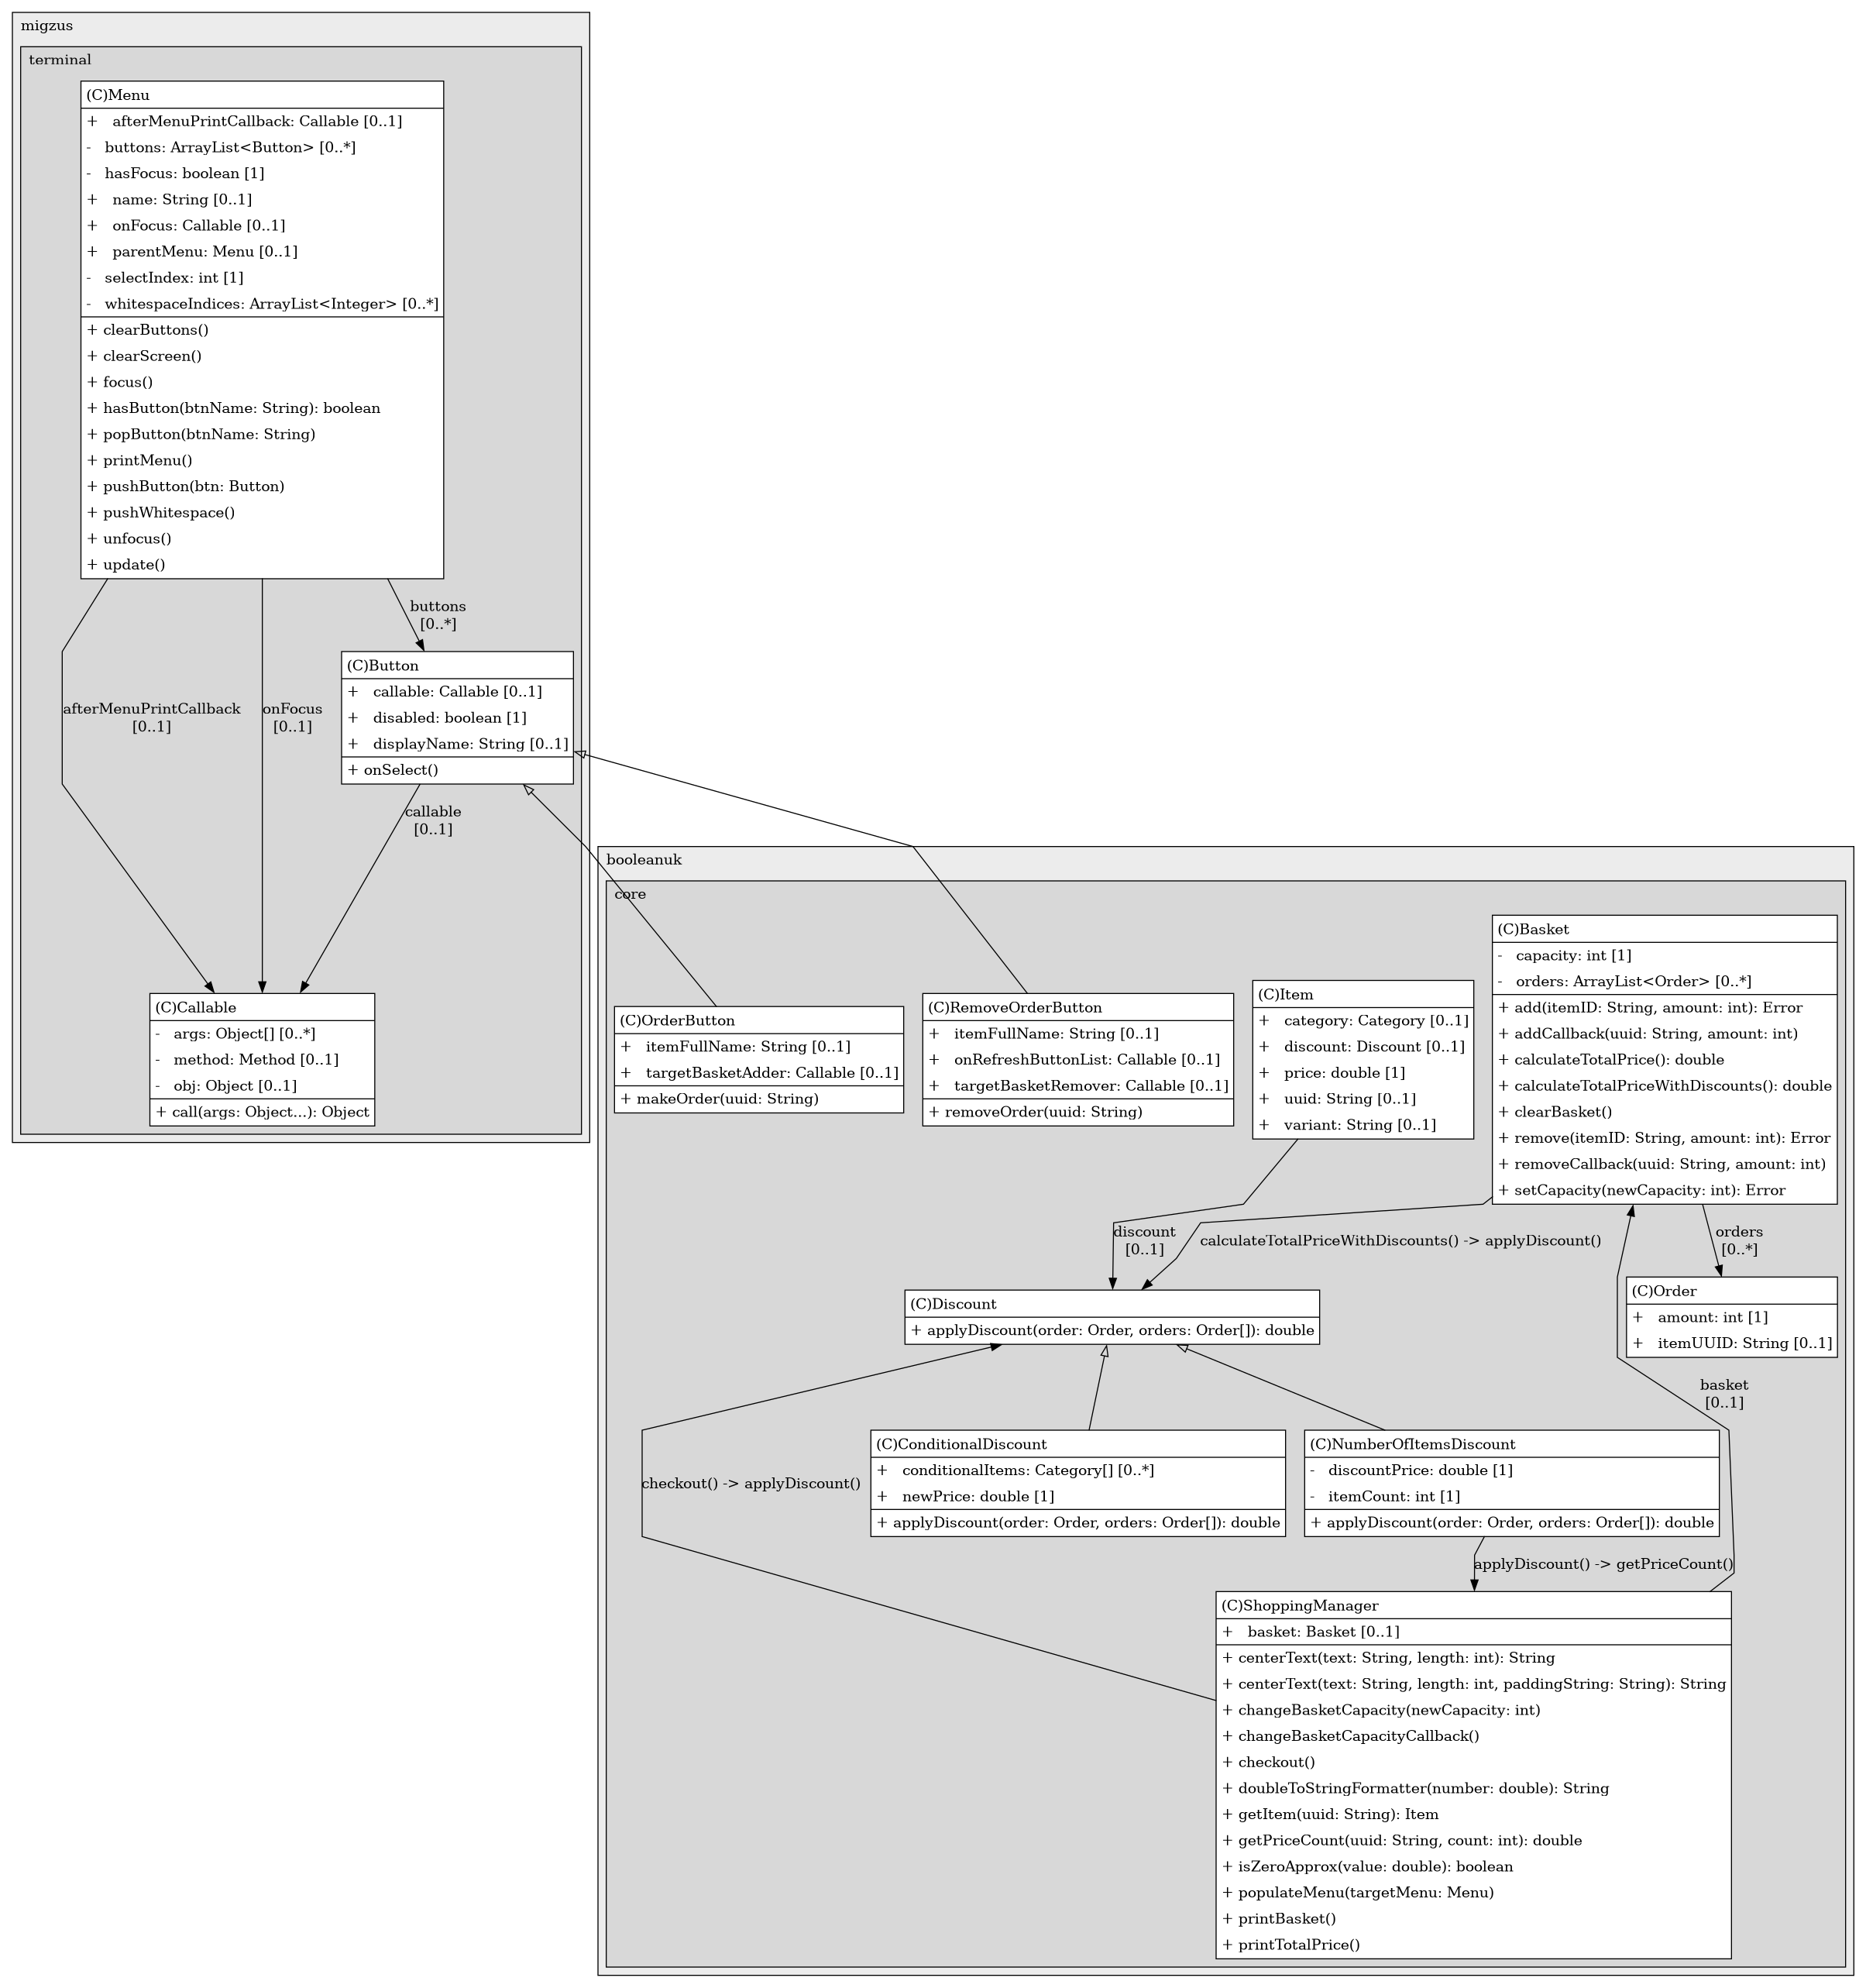 migzus
terminal
(C)Menu
+   afterMenuPrintCallback: Callable [0..1]
-   buttons: ArrayList<Button> [0..*]
-   hasFocus: boolean [1]
+   name: String [0..1]
+   onFocus: Callable [0..1]
+   parentMenu: Menu [0..1]
-   selectIndex: int [1]
-   whitespaceIndices: ArrayList<Integer> [0..*]
+ clearButtons()
+ clearScreen()
+ focus()
+ hasButton(btnName: String): boolean
+ popButton(btnName: String)
+ printMenu()
+ pushButton(btn: Button)
+ pushWhitespace()
+ unfocus()
+ update()
buttons
[0..*]
(C)Button
+   callable: Callable [0..1]
+   disabled: boolean [1]
+   displayName: String [0..1]
+ onSelect()
afterMenuPrintCallback
[0..1]
onFocus
[0..1]
callable
[0..1]
(C)Callable
-   args: Object[] [0..*]
-   method: Method [0..1]
-   obj: Object [0..1]
+ call(args: Object...): Object
booleanuk
core
(C)OrderButton
+   itemFullName: String [0..1]
+   targetBasketAdder: Callable [0..1]
+ makeOrder(uuid: String)
(C)RemoveOrderButton
+   itemFullName: String [0..1]
+   onRefreshButtonList: Callable [0..1]
+   targetBasketRemover: Callable [0..1]
+ removeOrder(uuid: String)
(C)Item
+   category: Category [0..1]
+   discount: Discount [0..1]
+   price: double [1]
+   uuid: String [0..1]
+   variant: String [0..1]
(C)Basket
-   capacity: int [1]
-   orders: ArrayList<Order> [0..*]
+ add(itemID: String, amount: int): Error
+ addCallback(uuid: String, amount: int)
+ calculateTotalPrice(): double
+ calculateTotalPriceWithDiscounts(): double
+ clearBasket()
+ remove(itemID: String, amount: int): Error
+ removeCallback(uuid: String, amount: int)
+ setCapacity(newCapacity: int): Error
discount
[0..1]
calculateTotalPriceWithDiscounts() -> applyDiscount()
orders
[0..*]
(C)Discount
+ applyDiscount(order: Order, orders: Order[]): double
(C)Order
+   amount: int [1]
+   itemUUID: String [0..1]
basket
[0..1]
checkout() -> applyDiscount()
(C)ConditionalDiscount
+   conditionalItems: Category[] [0..*]
+   newPrice: double [1]
+ applyDiscount(order: Order, orders: Order[]): double
(C)NumberOfItemsDiscount
-   discountPrice: double [1]
-   itemCount: int [1]
+ applyDiscount(order: Order, orders: Order[]): double
applyDiscount() -> getPriceCount()
(C)ShoppingManager
+   basket: Basket [0..1]
+ centerText(text: String, length: int): String
+ centerText(text: String, length: int, paddingString: String): String
+ changeBasketCapacity(newCapacity: int)
+ changeBasketCapacityCallback()
+ checkout()
+ doubleToStringFormatter(number: double): String
+ getItem(uuid: String): Item
+ getPriceCount(uuid: String, count: int): double
+ isZeroApprox(value: double): boolean
+ populateMenu(targetMenu: Menu)
+ printBasket()
+ printTotalPrice()